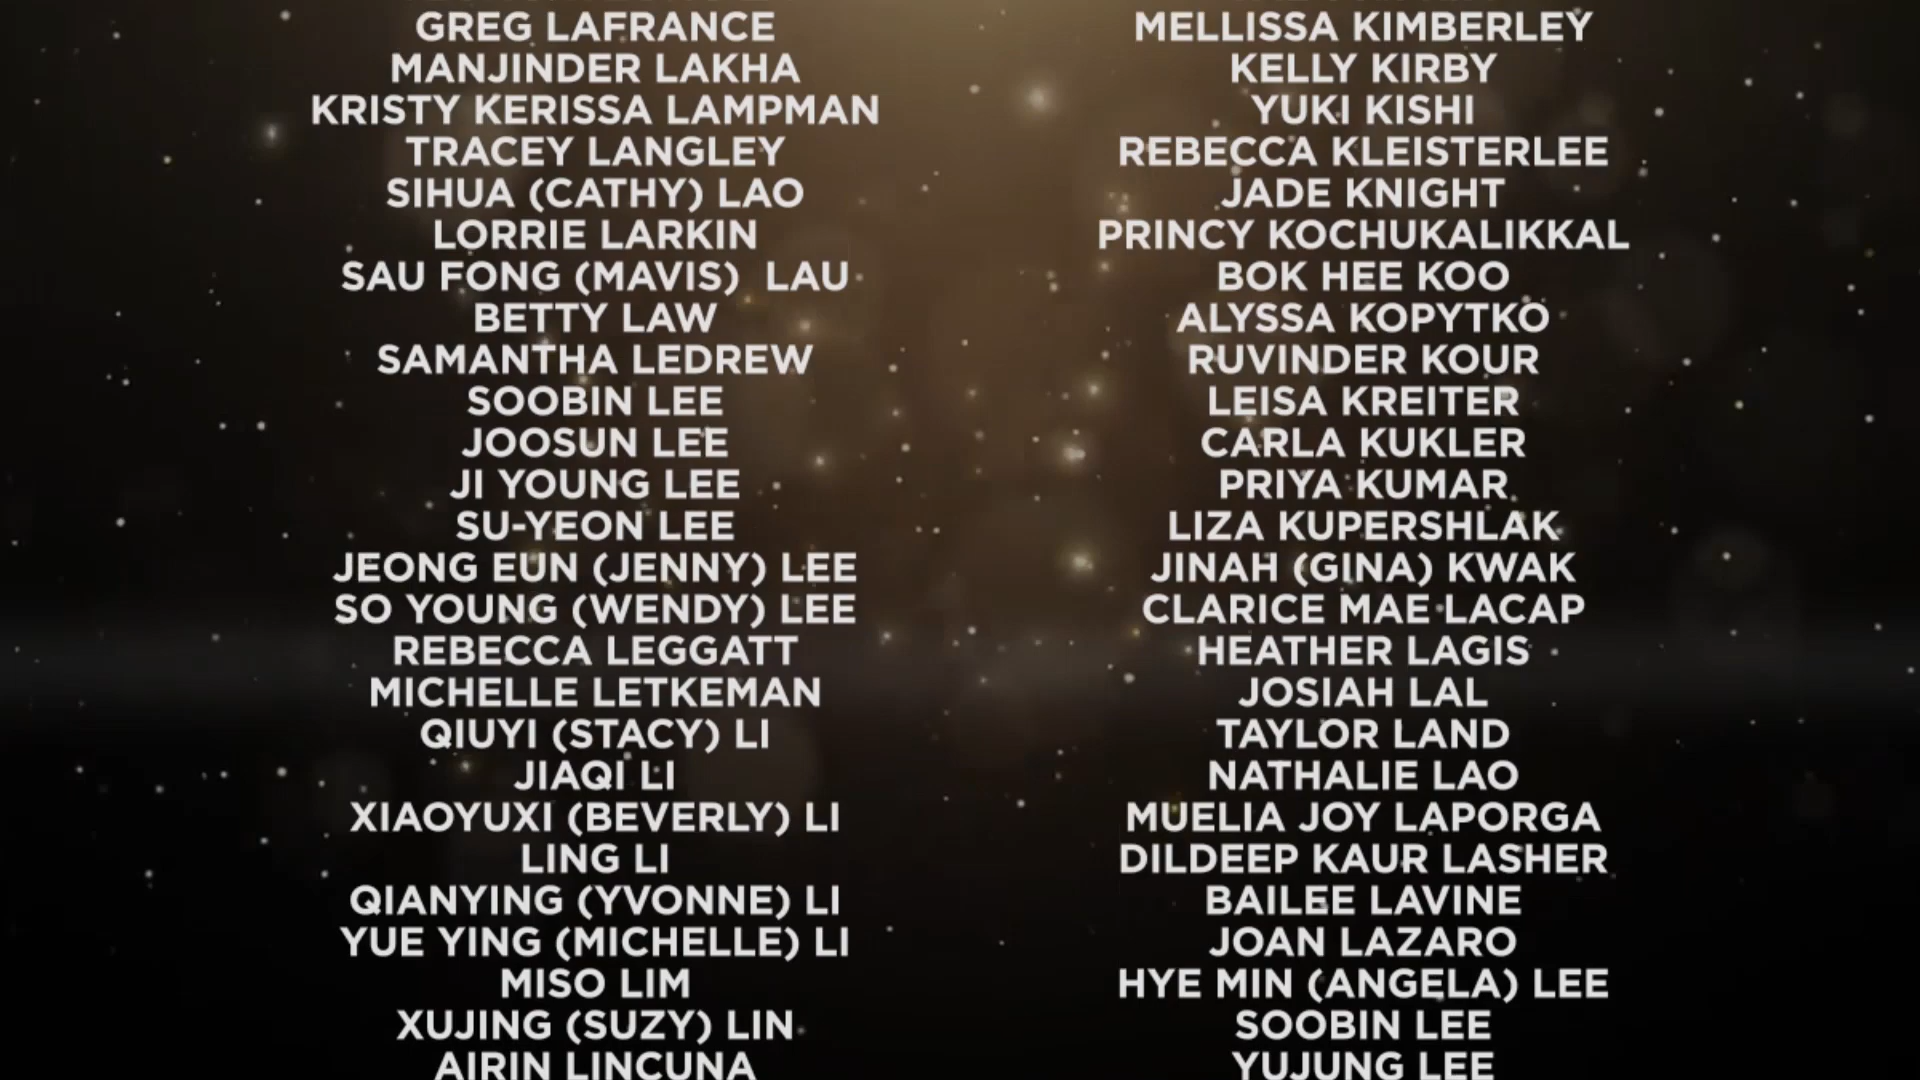 GREG LAFRANCE
MANJINDER LAKHA
KRISTY KERISSA LAMPMAN
TRACEY LANGLEY
SIHUA (CATHY) LAO
LORRIE LARKIN
SAU FONG (MAVIS)  LAU
BETTY LAW
SAMANTHA LEDREW
SOOBIN LEE
JOOSUN LEE
JI YOUNG LEE
SU-YEON LEE
JEONG EUN (JENNY) LEE
SO YOUNG (WENDY) LEE
REBECCA LEGGATT
MICHELLE LETKEMAN
QIUYI (STACY) LI
JIAQI LI
XIAOYUXI (BEVERLY) LI
LING LI
QIANYING (YVONNE) LI
YUE YING (MICHELLE) LI
MISO LIM
XUJING (SUZY) LIN
AIRIN LINCUNA
MELLISSA KIMBERLEY
KELLY KIRBY
YUKI KISHI
REBECCA KLEISTERLEE
JADE KNIGHT
PRINCY KOCHUKALIKKAL
BOK HEE KOO
ALYSSA KOPYTKO
RUVINDER KOUR
LEISA KREITER
CARLA KUKLER
PRIYA KUMAR
LIZA KUPERSHLAK
JINAH (GINA) KWAK
CLARICE MAE LACAP
HEATHER LAGIS
JOSIAH LAL
TAYLOR LAND
NATHALIE LAO
MUELIA JOY LAPORGA
DILDEEP KAUR LASHER
BAILEE LAVINE
JOAN LAZARO
HYE MIN (ANGELA) LEE
SOOBIN LEE
YUJUNG LEE